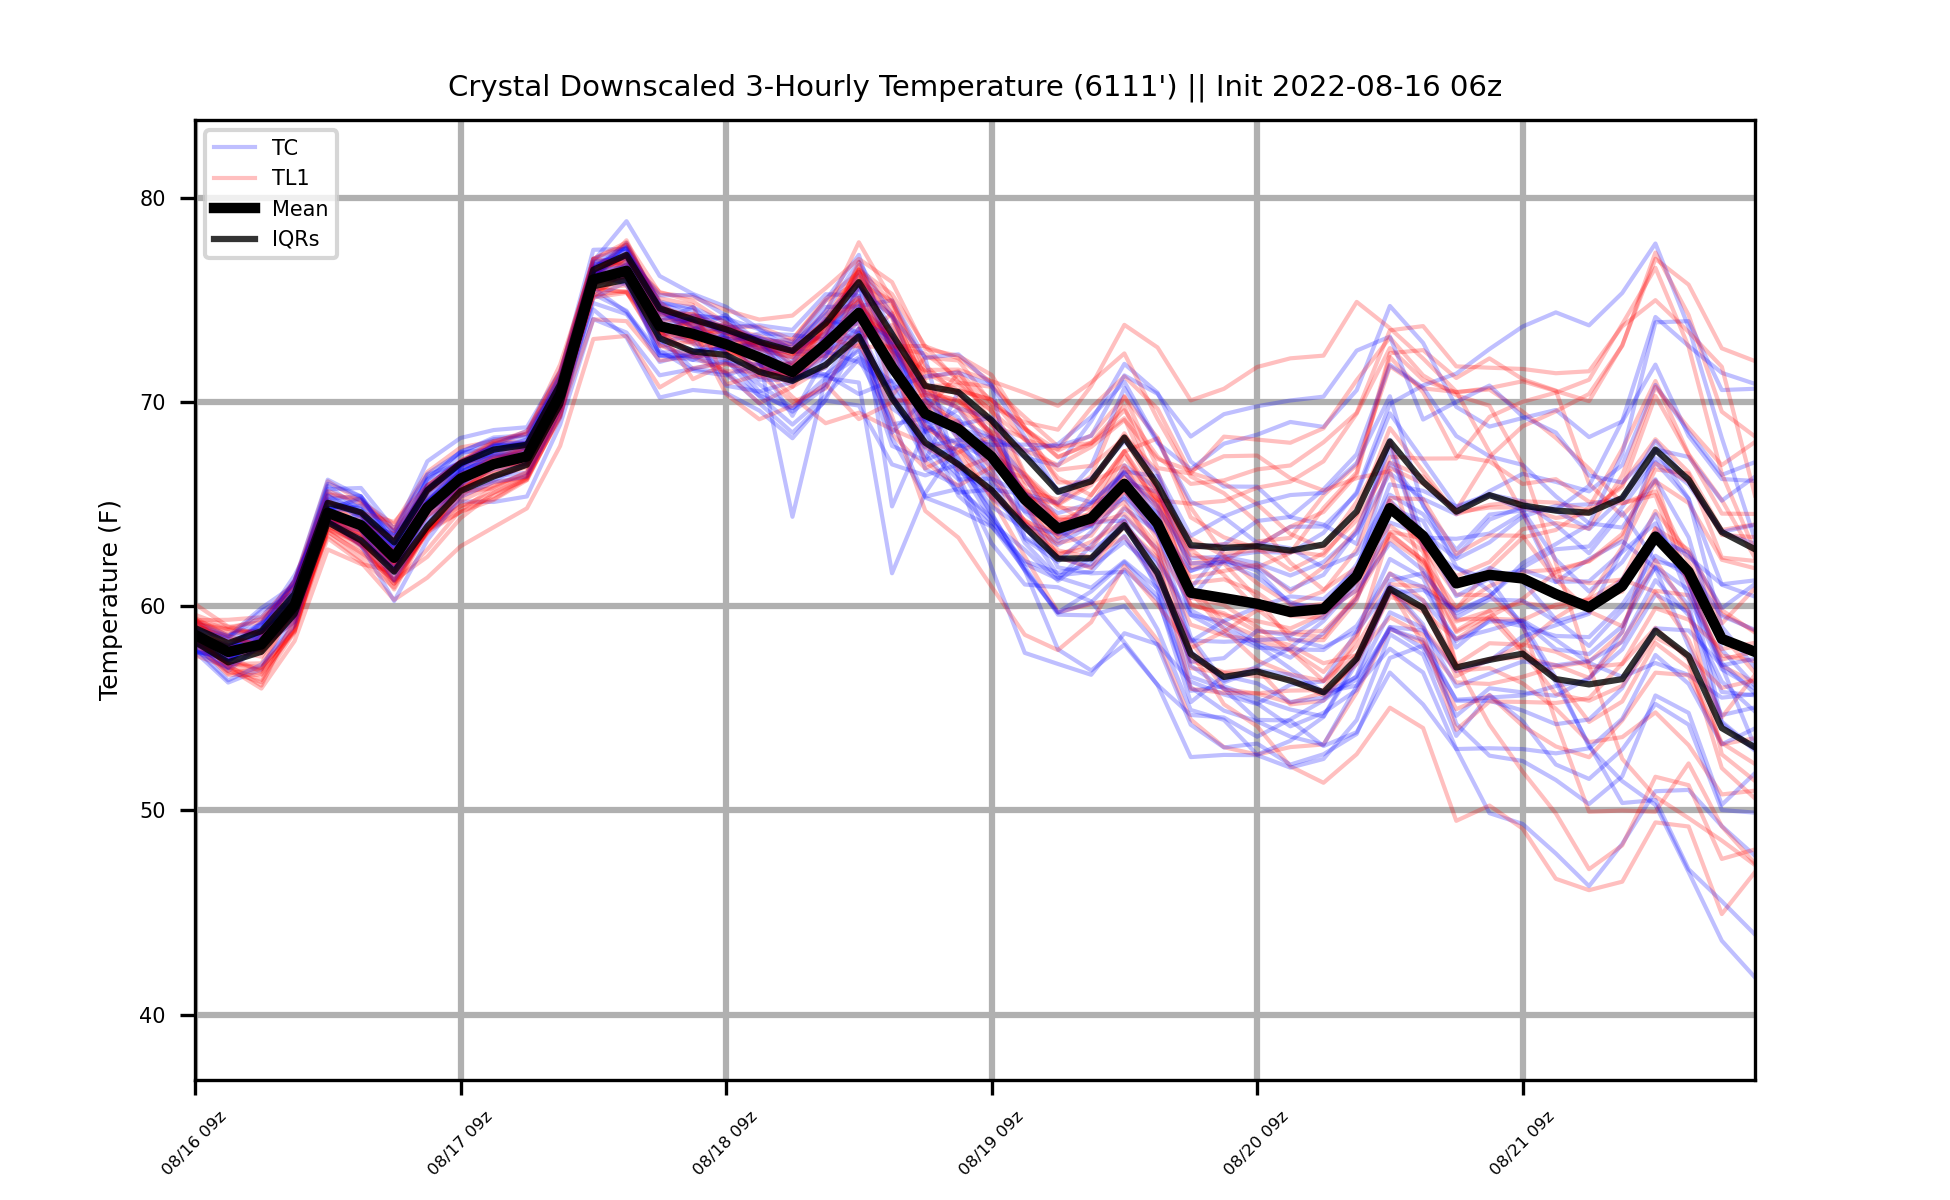 Crystal Downscaled 3-Hourly Temperature (6111') || Init 2022-08-16 06z
TC
TL1
Mean
IQRs
Temperature (F)
80
70
60
50
40
08/16 09z
08/17 09z
08/18 09z
08/19 09z
08/20 09z
08/21 09z